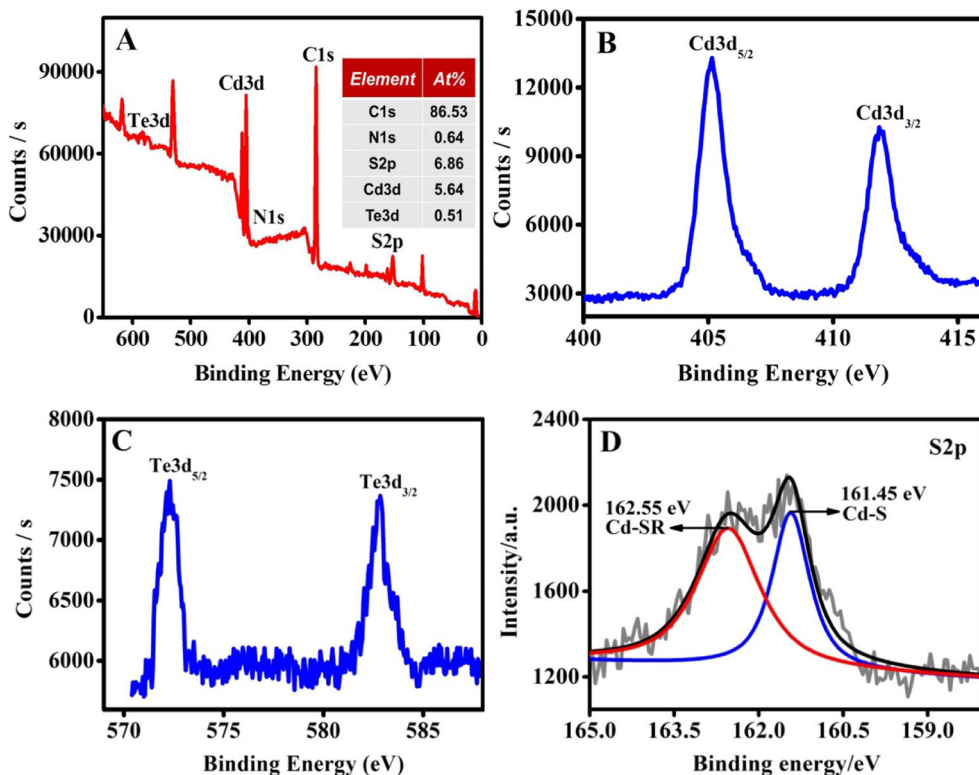 A
C1s
Cd3d
Te3d
N1s
S2p
Element At%
C1s 86.53
N1s 0.64
S2p 6.86
Cd3d 5.64
Te3d 0.51
90000
60000
30000
0
Counts / s
600 500 400 300 200 100 0
Binding Energy (eV)
B
Cd3d5/2
Cd3d3/2
15000
12000
9000
6000
3000
Counts / s
400 405 410 415
Binding Energy (eV)
C
Te3d5/2
Te3d3/2
8000
7500
7000
6500
6000
Counts / s
570 575 580 585
Binding Energy (eV)
D
S2p
162.55 eV
Cd-SR
161.45 eV
Cd-S
2400
2000
1600
1200
Intensity/a.u.
165.0 163.5 162.0 160.5 159.0
Binding energy/eV